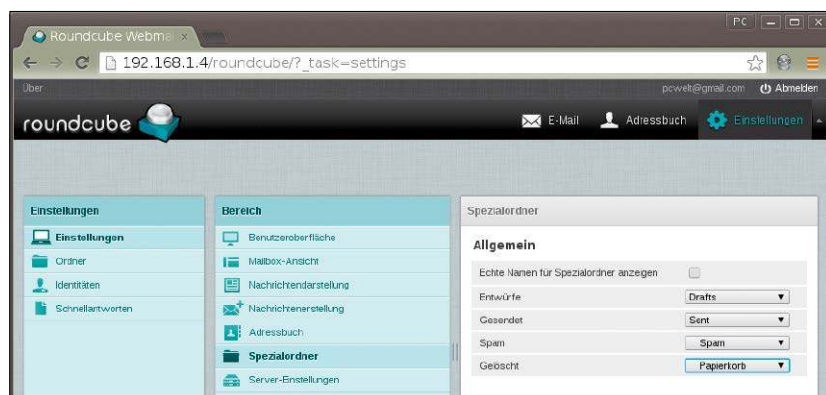 PC
Roundcube Webma
192.168.1.4/roundcube/?_task=settings
Über
pcwelt@gmail.com Abmelden
roundcube
E-Mail Adressbuch Einstellungen
Einstellungen
Einstellungen
Ordner
Identitäten
Schnellantworten
Bereich
Benutzeroberfläche
Mailbox-Ansicht
Nachrichtendarstellung
Nachrichtenerstellung
Adressbuch
Spezialordner
Server-Einstellungen
Spezialordner
Allgemein
Echte Namen für Spezialordner anzeigen
Entwürfe Drafts
Gesendet Sent
Spam Spam
Gelöscht Papierkorb